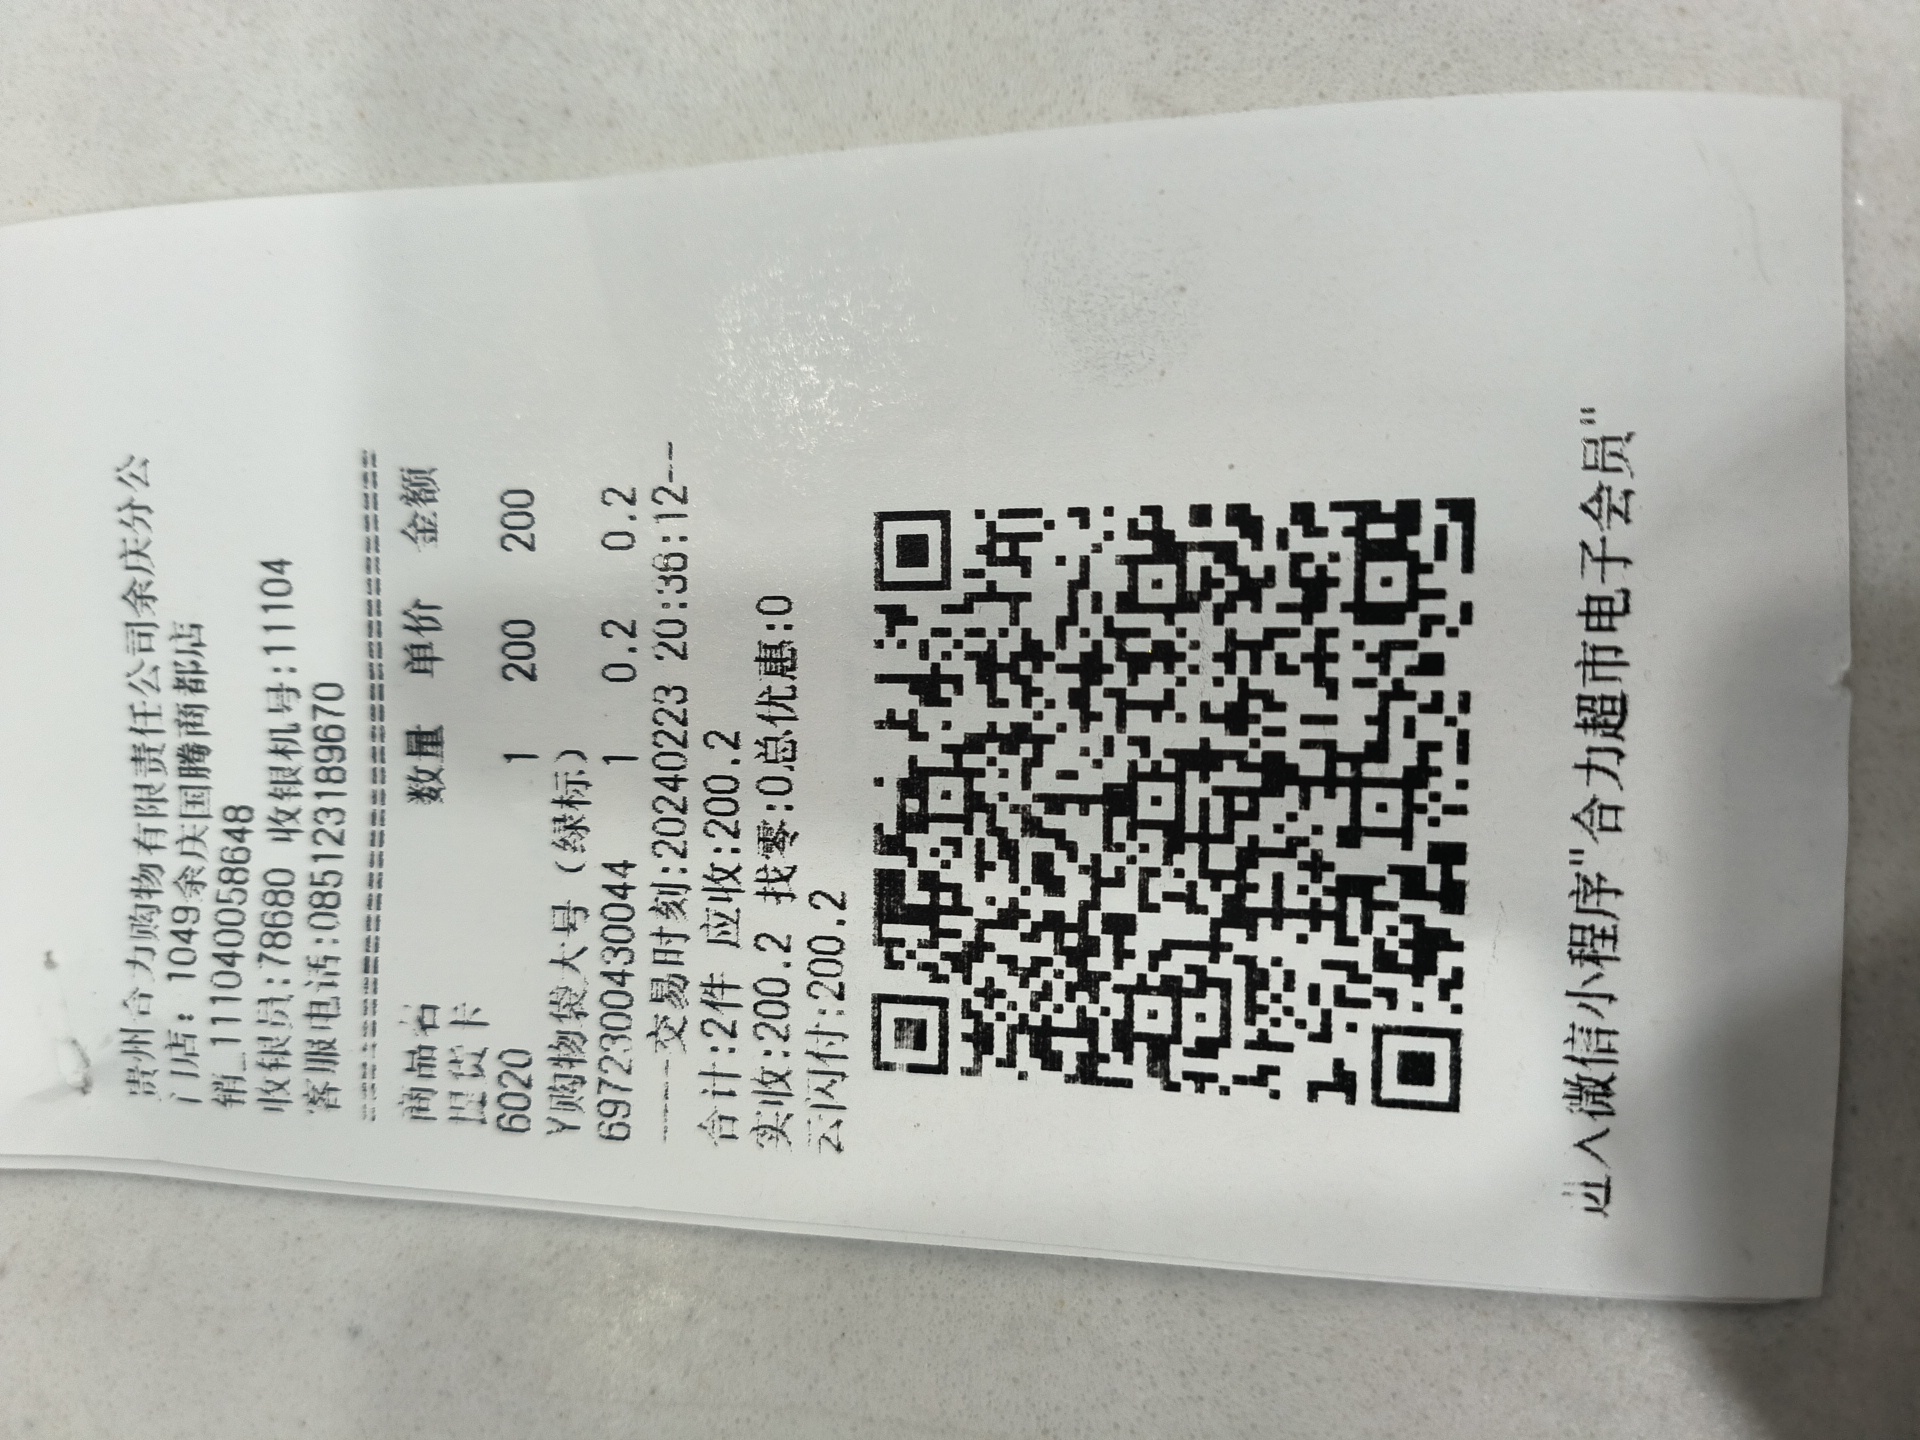 贵州合力购物有限责任公司余庆分公
门店: 1049余庆国腾商都店
销_1111040058648
收银员:78680 收银机号:111104
客服电话:085123189670
================================
商品名 数量 单价 金额
提货卡
6020 1 200 200
Y购物袋大号（绿标）
6972300430044 1 0.2 0.2
----交易时刻:20240223 20:36:12--
合计:2件 应收:200.2
实收:200.2 找零:0总优惠:0
云闪付:200.2
进入微信小程序"合力超市电子会员"